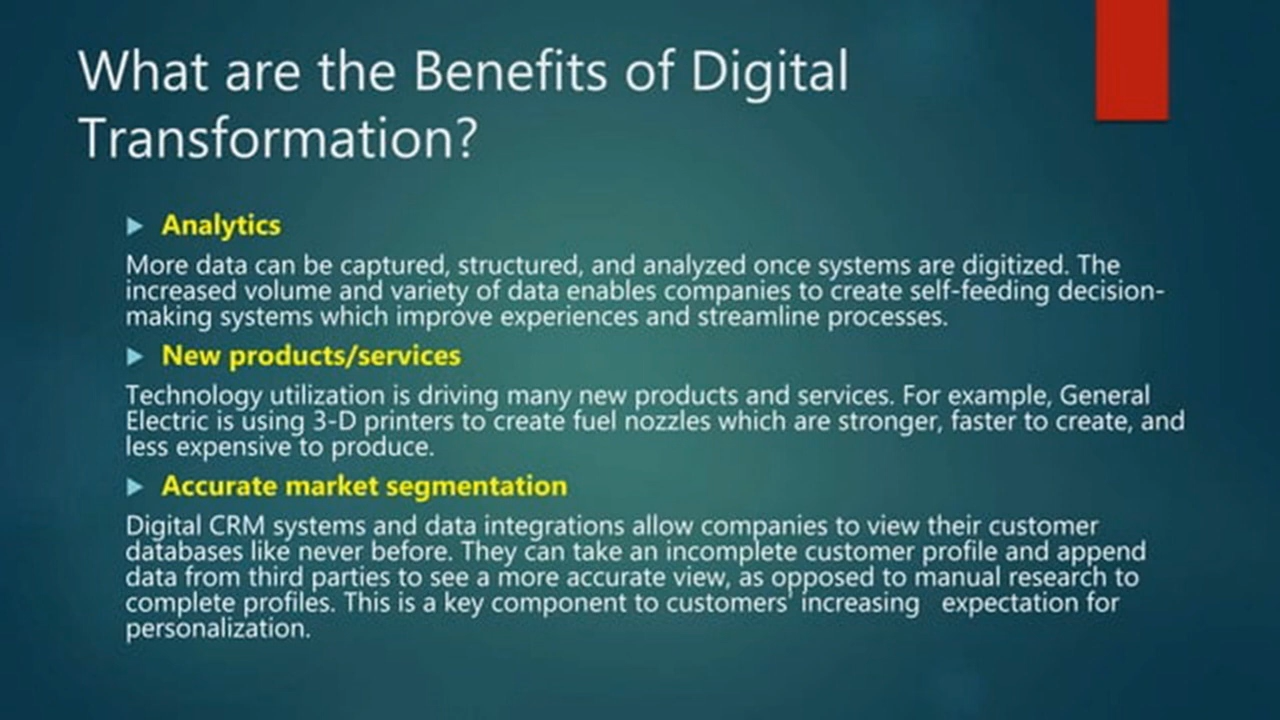 What are the Benefits of Digital
Transformation?
Analytics
More data can be captured, structured, and analyzed once systems are digitized. The
increased volume and variety of data enables companies to create self-feeding decision-
making systems which improve experiences and streamline processes.
New products/services
Technology utilization is driving many new products and services. For example, General
Electric is using 3-D printers to create fuel nozzles which are stronger, faster to create, and
less expensive to produce.
Accurate market segmentation
Digital CRM systems and data integrations allow companies to view their customer
databases like never before. They can take an incomplete customer profile and append
data from third parties to see a more accurate view, as opposed to manual research to
complete profiles. This is a key component to customers' increasing   expectation for
personalization.